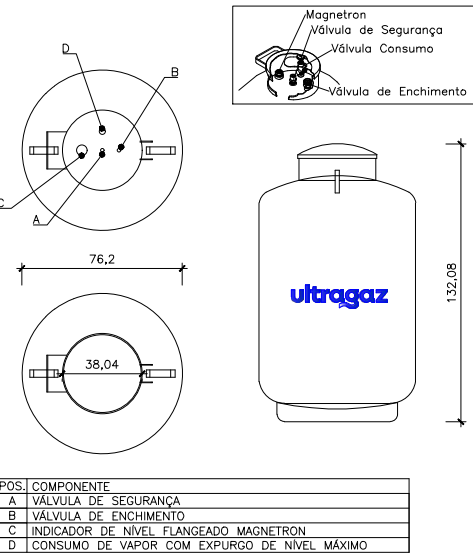 Magnetron
Válvula de Segurança
Válvula Consumo
Válvula de Enchimento
D
B
C
A
76,2
132,08
ultragaz
38,04
POS. COMPONENTE
A VÁLVULA DE SEGURANÇA
B VÁLVULA DE ENCHIMENTO
C INDICADOR DE NÍVEL FLANGEADO MAGNETRON
D CONSUMO DE VAPOR COM EXPURGO DE NÍVEL MÁXIMO